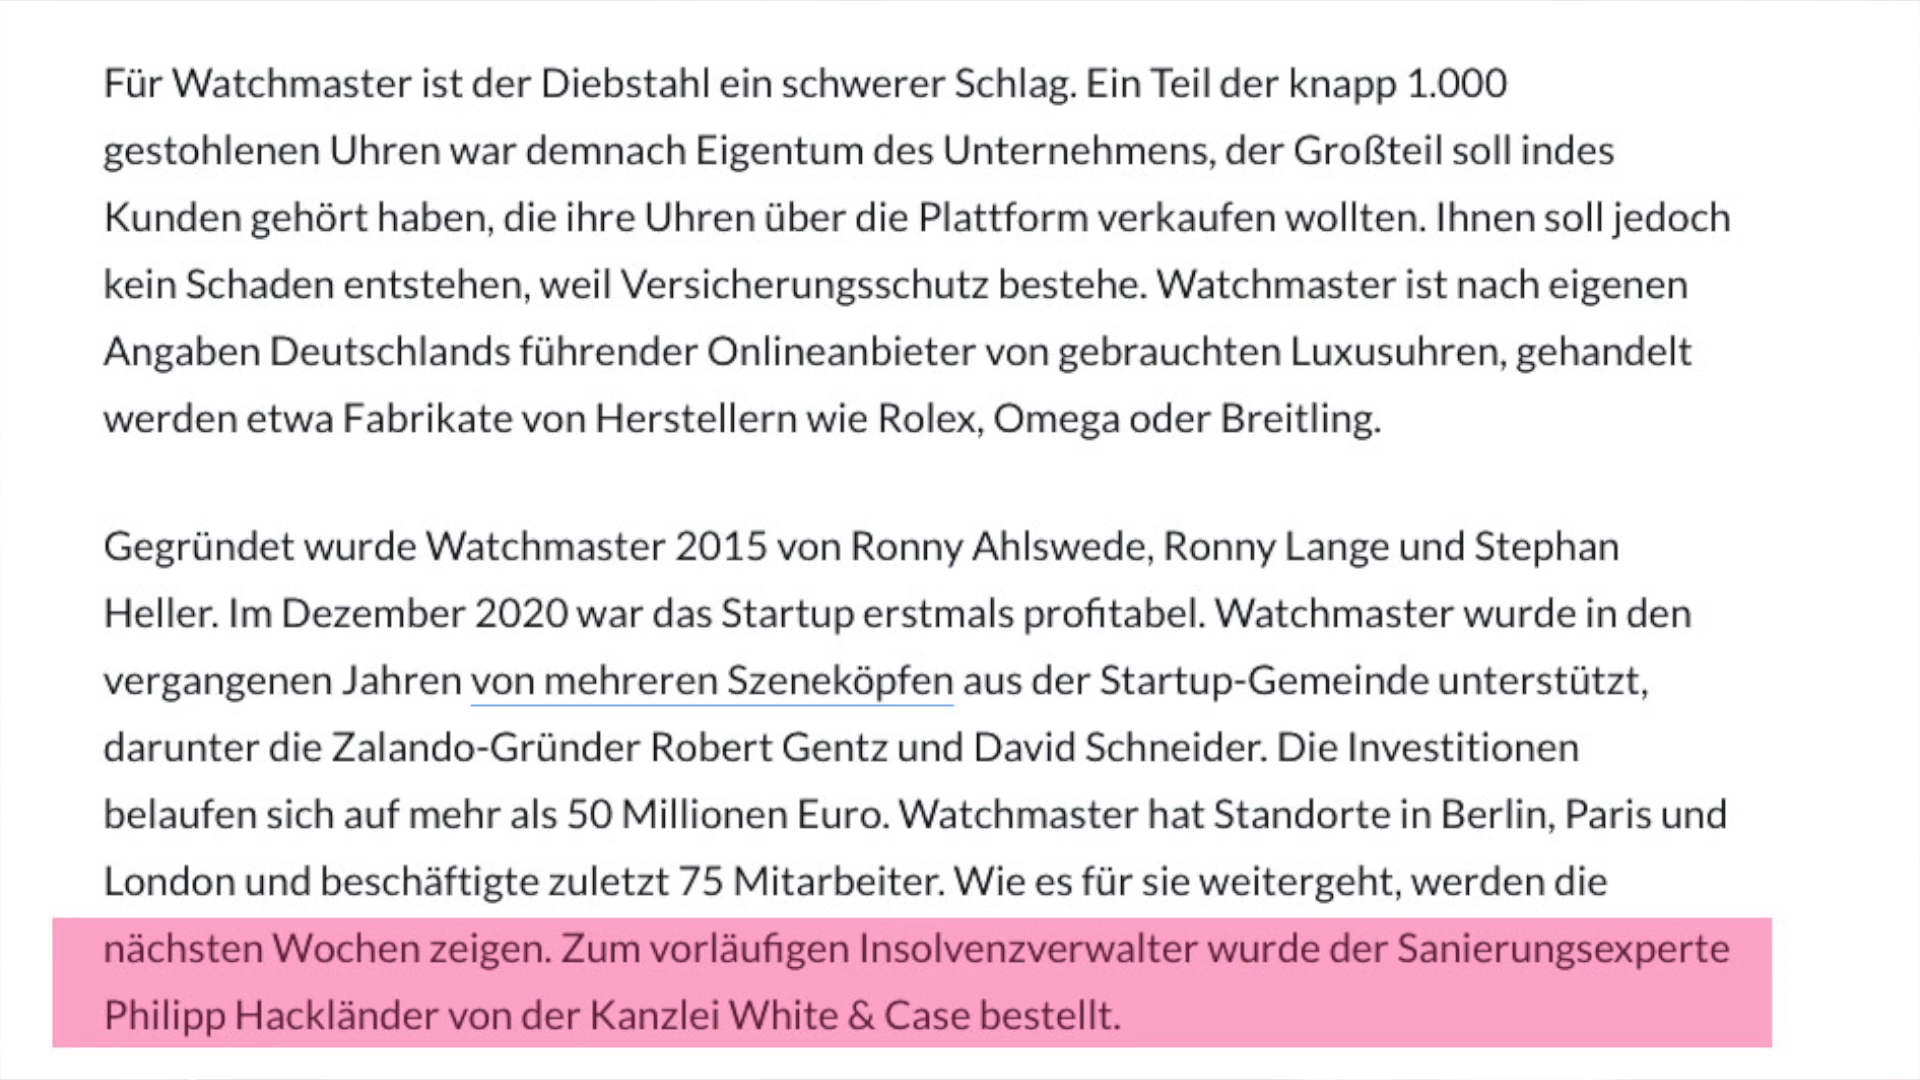 Für Watchmaster ist der Diebstahl ein schwerer Schlag. Ein Teil der knapp 1.000
gestohlenen Uhren war demnach Eigentum des Unternehmens, der Großteil soll indes
Kunden gehört haben, die ihre Uhren über die Plattform verkaufen wollten. Ihnen soll jedoch
kein Schaden entstehen, weil Versicherungsschutz bestehe. Watchmaster ist nach eigenen
Angaben Deutschlands führender Onlineanbieter von gebrauchten Luxusuhren, gehandelt
werden etwa Fabrikate von Herstellern wie Rolex, Omega oder Breitling.
Gegründet wurde Watchmaster 2015 von Ronny Ahlswede, Ronny Lange und Stephan
Heller. Im Dezember 2020 war das Startup erstmals profitabel. Watchmaster wurde in den
vergangenen Jahren von mehreren Szeneköpfen aus der Startup-Gemeinde unterstützt,
darunter die Zalando-Gründer Robert Gentz und David Schneider. Die Investitionen
belaufen sich auf mehr als 50 Millionen Euro. Watchmaster hat Standorte in Berlin, Paris und
London und beschäftigte zuletzt 75 Mitarbeiter. Wie es für sie weitergeht, werden die
nächsten Wochen zeigen. Zum vorläufigen Insolvenzverwalter wurde der Sanierungsexperte
Philipp Hackländer von der Kanzlei White & Case bestellt.